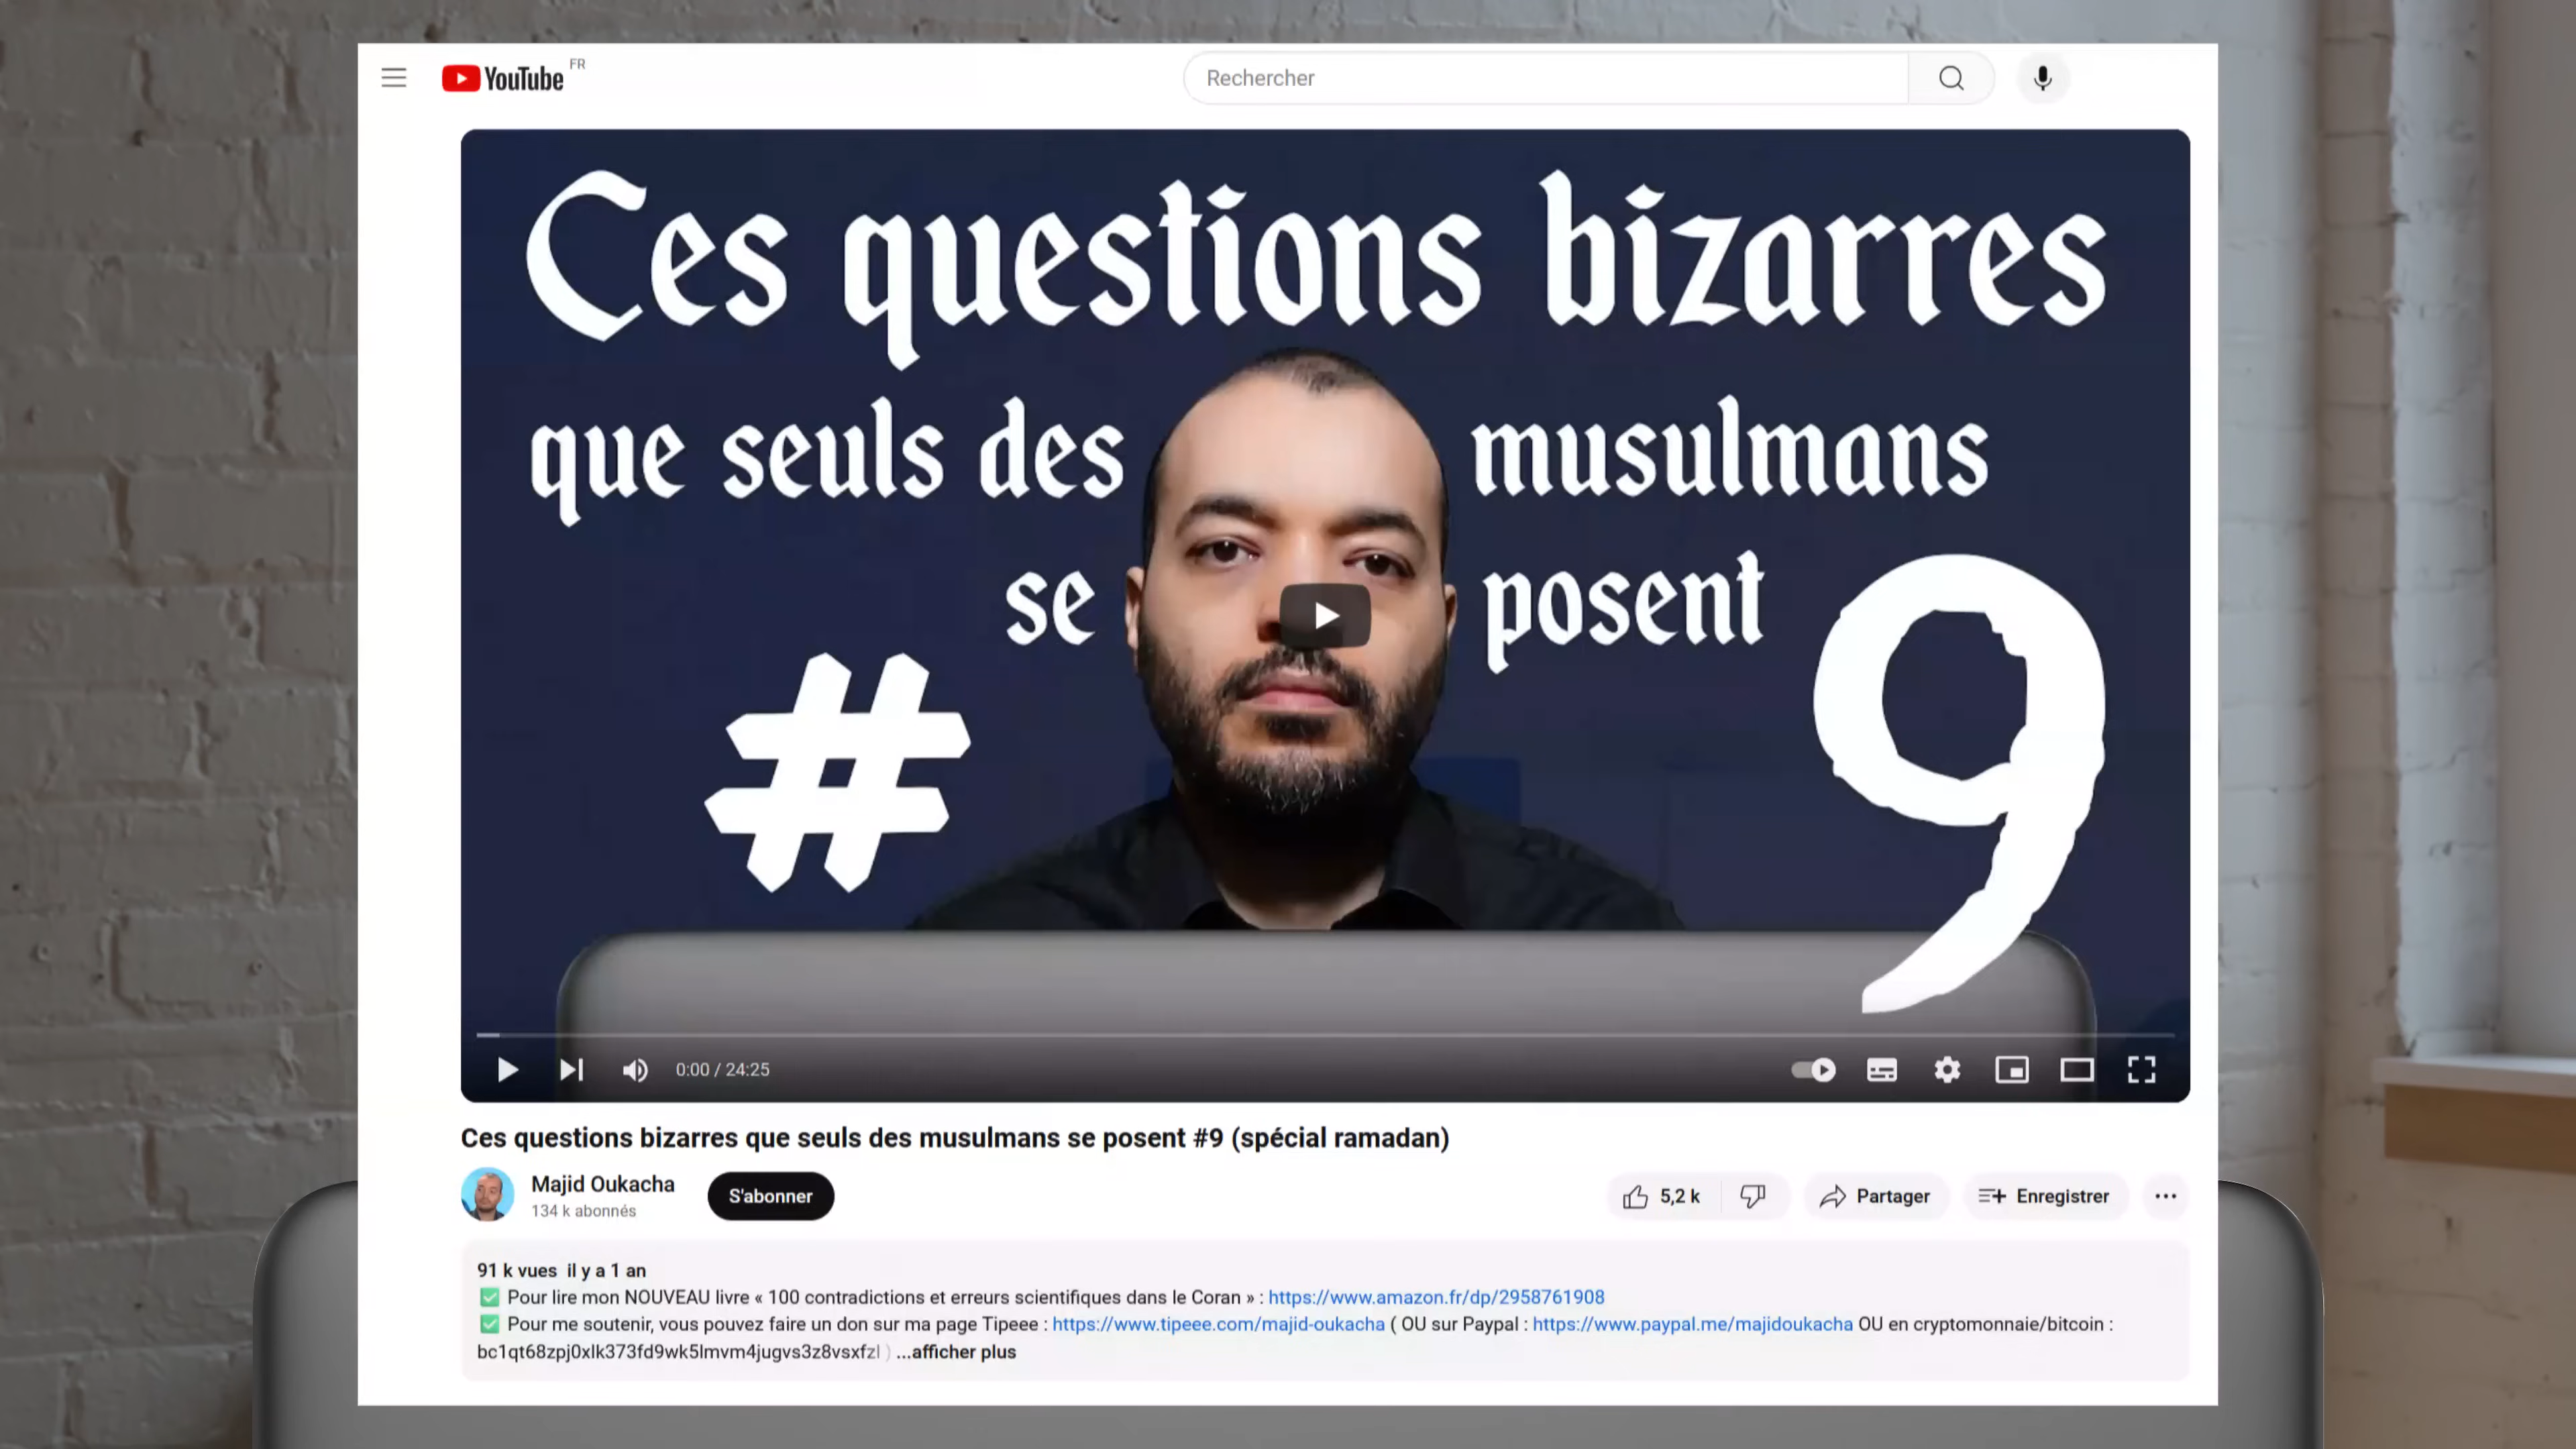 YouTube FR
Rechercher
Ces questions bizarres
que seuls des musulmans
se posent
# 9
0:00 / 24:25
Ces questions bizarres que seuls des musulmans se posent #9 (spécial ramadan)
Majid Oukacha
134 k abonnés
S'abonner
5,2 k
Partager
Enregistrer
91 k vues il y a 1 an
✅ Pour lire mon NOUVEAU livre « 100 contradictions et erreurs scientifiques dans le Coran » : https://www.amazon.fr/dp/2958761908
✅ Pour me soutenir, vous pouvez faire un don sur ma page Tipeee : https://www.tipeee.com/majid-oukacha ( OU sur Paypal : https://www.paypal.me/majidoukacha OU en cryptomonnaie/bitcoin :
...afficher plus